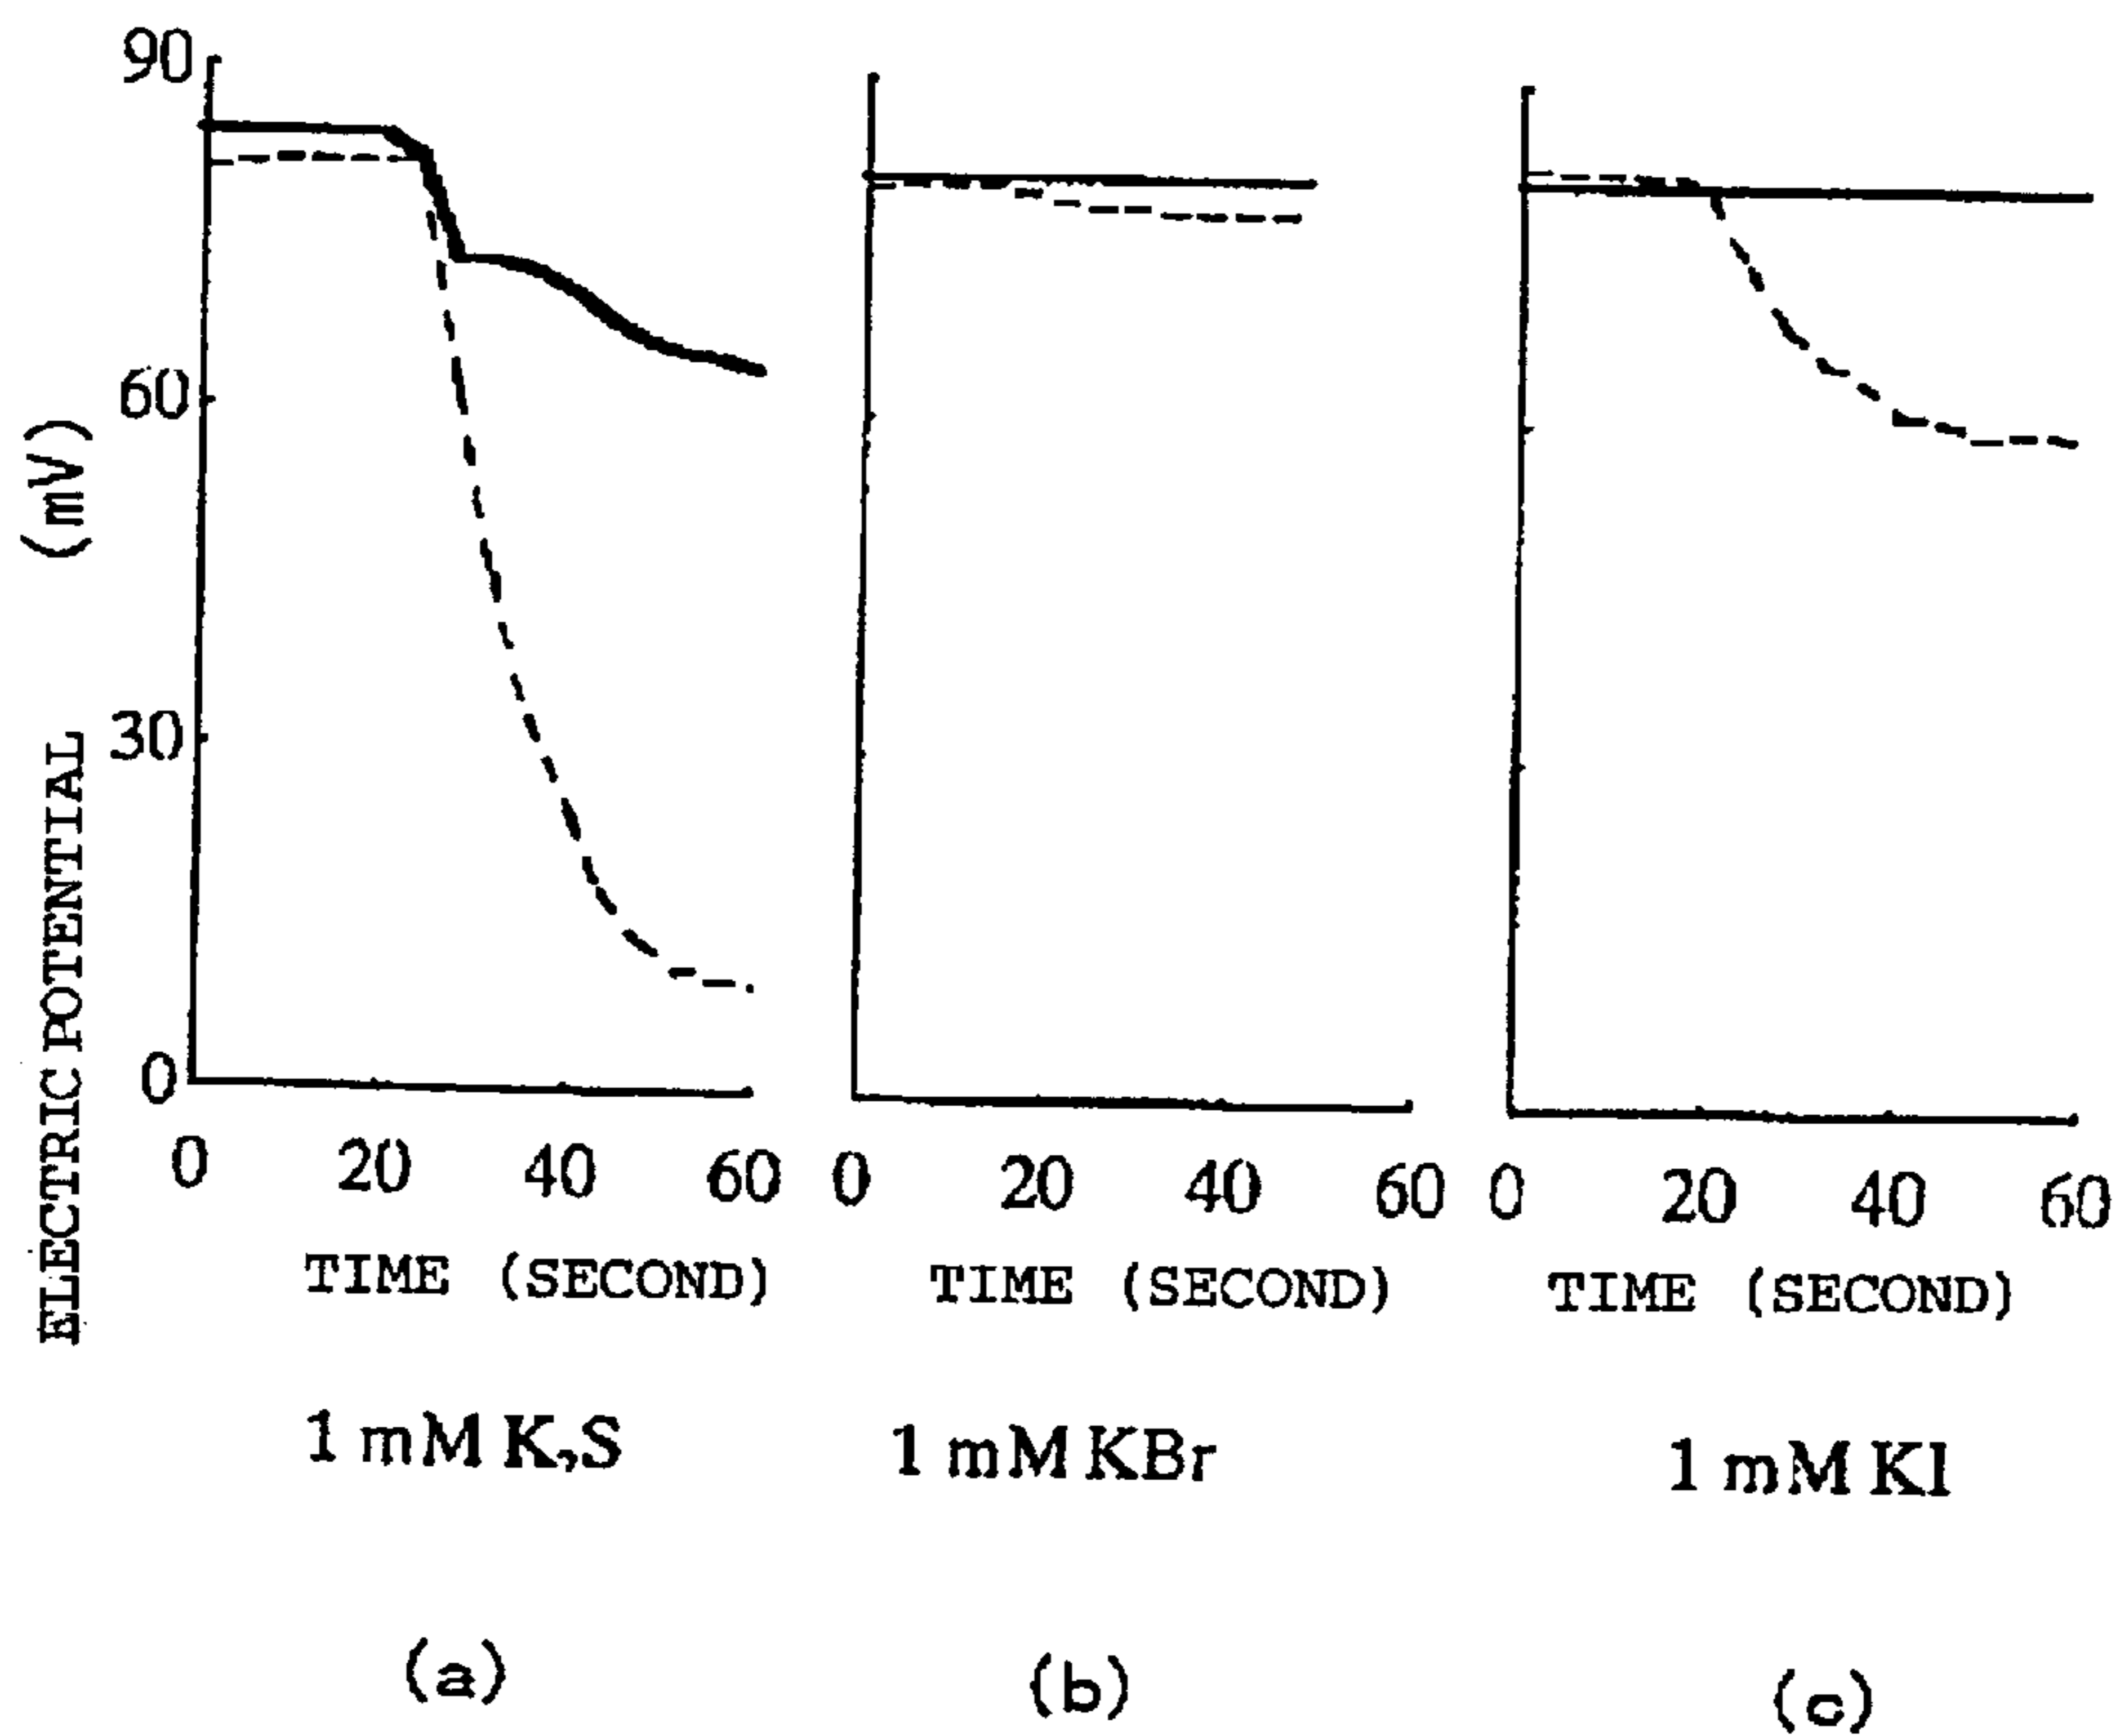 90
60
30
0
ELECTRIC POTENTIAL (mV)
0 20 40 60 0 20 40 60 0 20 40 60
TIME (SECOND) TIME (SECOND) TIME (SECOND)
1 mM K,S 1 mM KBr 1 mM KI
(a) (b) (c)